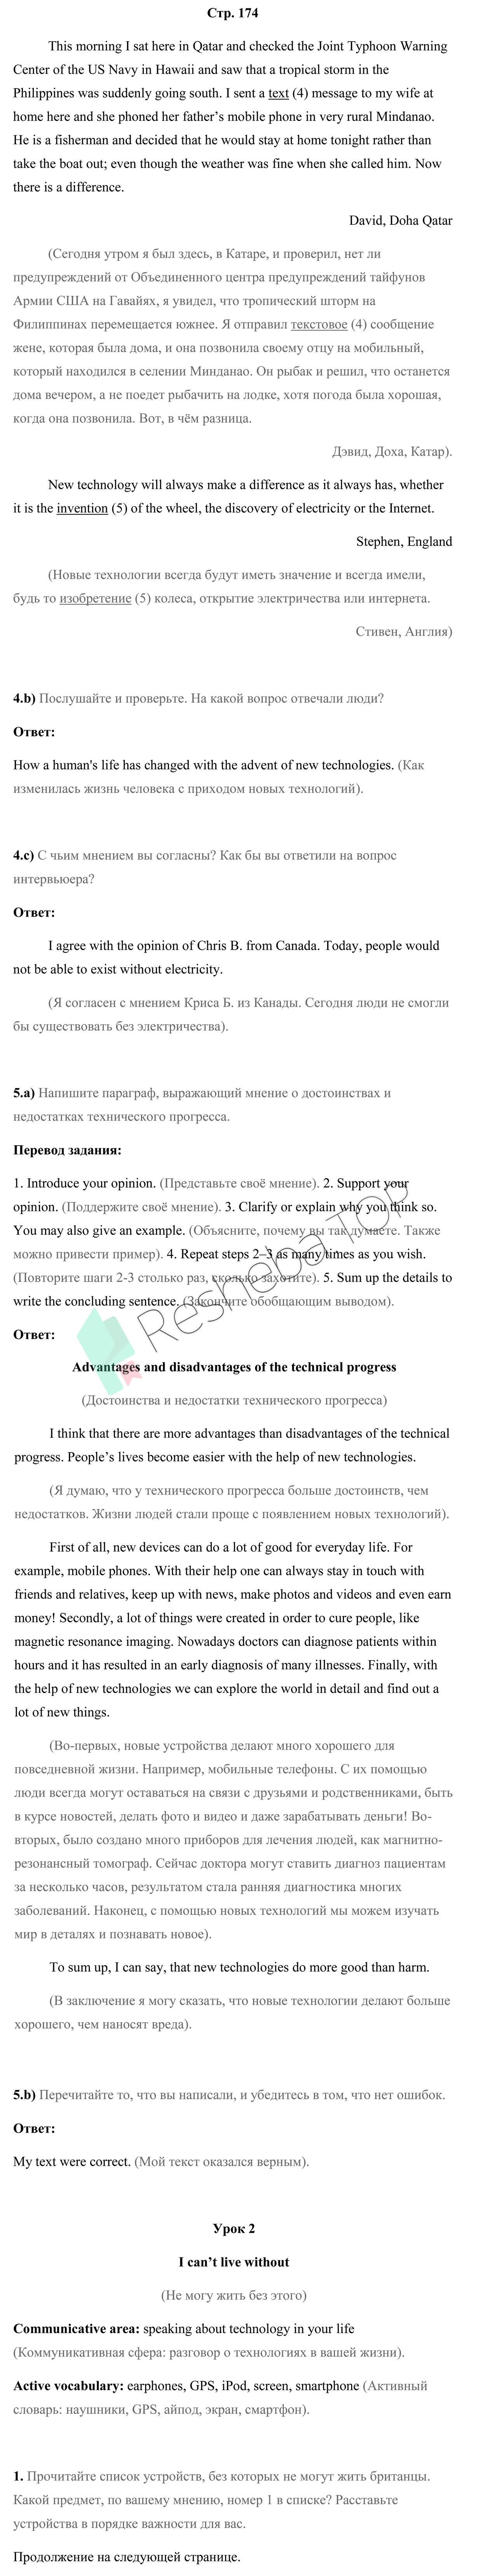 Стр. 174
This morning I sat here in Qatar and checked the Joint Typhoon Warning
Center of the US Navy in Hawaii and saw that a tropical storm in the
Philippines was suddenly going south. I sent a text (4) message to my wife at
home here and she phoned her father’s mobile phone in very rural Mindanao.
He is a fisherman and decided that he would stay at home tonight rather than
take the boat out; even though the weather was fine when she called him. Now
there is a difference.
David, Doha Qatar
(Сегодня утром я был здесь, в Катаре, и проверил, нет ли
предупреждений от Объединенного центра предупреждений тайфунов
Армии США на Гавайях, я увидел, что тропический шторм на
Филиппинах перемещается южнее. Я отправил текстовое (4) сообщение
жене, которая была дома, и она позвонила своему отцу на мобильный,
который находился в селении Минданао. Он рыбак и решил, что останется
дома вечером, а не поедет рыбачить на лодке, хотя погода была хорошая,
когда она позвонила. Вот, в чём разница.
Дэвид, Доха, Катар).
New technology will always make a difference as it always has, whether
it is the invention (5) of the wheel, the discovery of electricity or the Internet.
Stephen, England
(Новые технологии всегда будут иметь значение и всегда имели,
будь то изобретение (5) колеса, открытие электричества или интернета.
Стивен, Англия)
4.b) Послушайте и проверьте. На какой вопрос отвечали люди?
Ответ:
How a human's life has changed with the advent of new technologies. (Как
изменилась жизнь человека с приходом новых технологий).
4.c) С чьим мнением вы согласны? Как бы вы ответили на вопрос
интервьюера?
Ответ:
I agree with the opinion of Chris B. from Canada. Today, people would
not be able to exist without electricity.
(Я согласен с мнением Криса Б. из Канады. Сегодня люди не смогли
бы существовать без электричества).
5.a) Напишите параграф, выражающий мнение о достоинствах и
недостатках технического прогресса.
Перевод задания:
1. Introduce your opinion. (Представьте своё мнение). 2. Support your
opinion. (Поддержите своё мнение). 3. Clarify or explain why you think so.
You may also give an example. (Объясните, почему вы так думаете. Также
можно привести пример). 4. Repeat steps 2–3 as many times as you wish.
(Повторите шаги 2-3 столько раз, сколько захотите). 5. Sum up the details to
write the concluding sentence. (Закончите обобщающим выводом).
Resheba TOP
Ответ:
Advantages and disadvantages of the technical progress
(Достоинства и недостатки технического прогресса)
I think that there are more advantages than disadvantages of the technical
progress. People’s lives become easier with the help of new technologies.
(Я думаю, что у технического прогресса больше достоинств, чем
недостатков. Жизни людей стали проще с появлением новых технологий).
First of all, new devices can do a lot of good for everyday life. For
example, mobile phones. With their help one can always stay in touch with
friends and relatives, keep up with news, make photos and videos and even earn
money! Secondly, a lot of things were created in order to cure people, like
magnetic resonance imaging. Nowadays doctors can diagnose patients within
hours and it has resulted in an early diagnosis of many illnesses. Finally, with
the help of new technologies we can explore the world in detail and find out a
lot of new things.
(Во-первых, новые устройства делают много хорошего для
повседневной жизни. Например, мобильные телефоны. С их помощью
люди всегда могут оставаться на связи с друзьями и родственниками, быть
в курсе новостей, делать фото и видео и даже зарабатывать деньги! Во-
вторых, было создано много приборов для лечения людей, как магнитно-
резонансный томограф. Сейчас доктора могут ставить диагноз пациентам
за несколько часов, результатом стала ранняя диагностика многих
заболеваний. Наконец, с помощью новых технологий мы можем изучать
мир в деталях и познавать новое).
To sum up, I can say, that new technologies do more good than harm.
(В заключение я могу сказать, что новые технологии делают больше
хорошего, чем наносят вреда).
5.b) Перечитайте то, что вы написали, и убедитесь в том, что нет ошибок.
Ответ:
My text were correct. (Мой текст оказался верным).
Урок 2
I can’t live without
(Не могу жить без этого)
Communicative area: speaking about technology in your life
(Коммуникативная сфера: разговор о технологиях в вашей жизни).
Active vocabulary: earphones, GPS, iPod, screen, smartphone (Активный
словарь: наушники, GPS, айпод, экран, смартфон).
1. Прочитайте список устройств, без которых не могут жить британцы.
Какой предмет, по вашему мнению, номер 1 в списке? Расставьте
устройства в порядке важности для вас.
Продолжение на следующей странице.